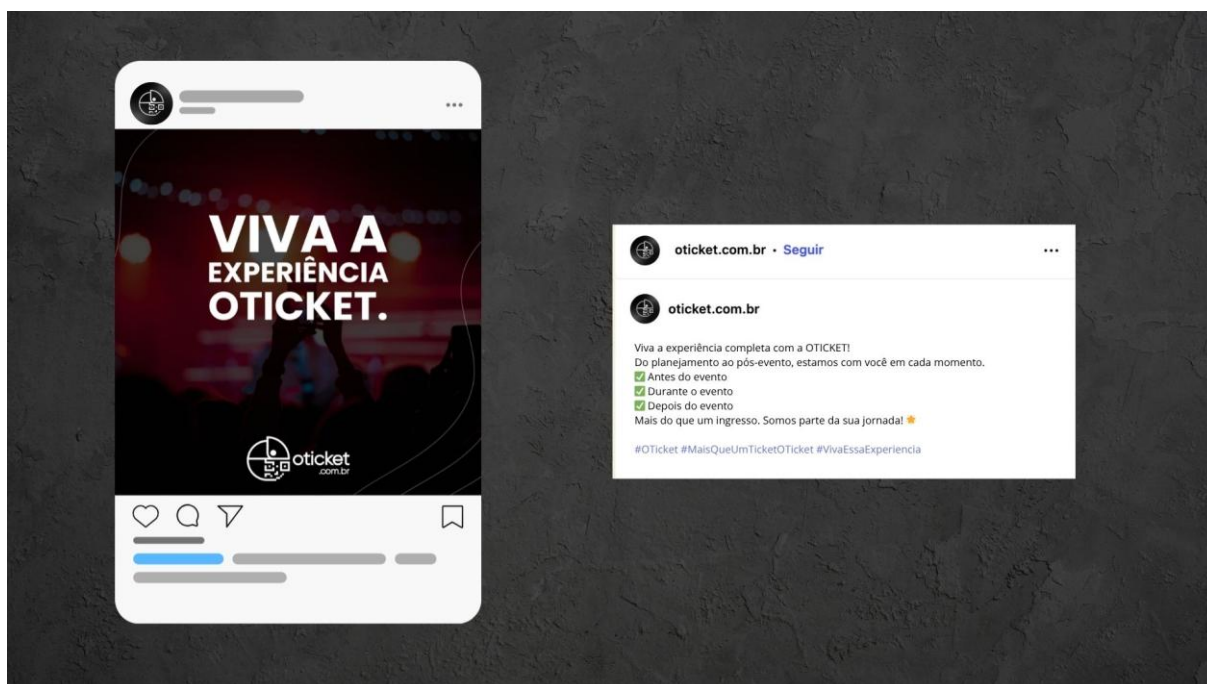 VIVA A
EXPERIÊNCIA
OTICKET.
oticket
.com.br
oticket.com.br · Seguir
oticket.com.br
Viva a experiência completa com a OTICKET!
Do planejamento ao pós-evento, estamos com você em cada momento.
✅ Antes do evento
✅ Durante o evento
✅ Depois do evento
Mais do que um ingresso. Somos parte da sua jornada! 🌟
#OTicket #MaisQueUmTicketOTicket #VivaEssaExperiencia